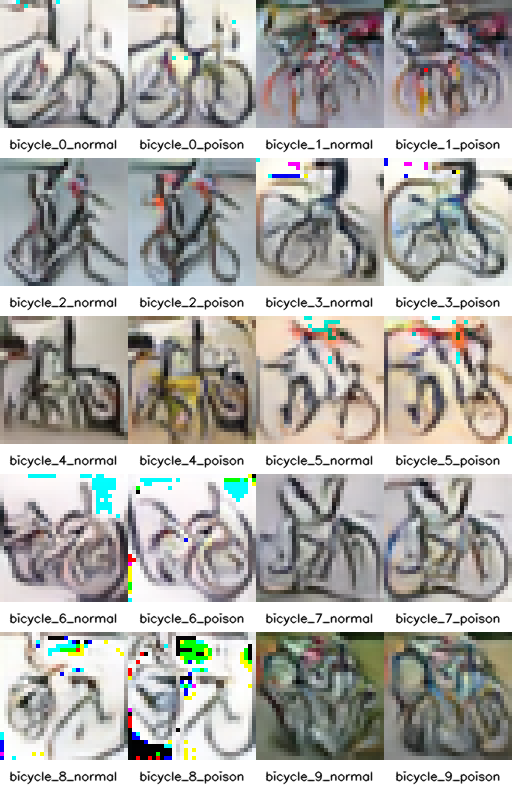 bicycle_0_normal bicycle_0_poison bicycle_1_normal bicycle_1_poison
bicycle_2_normal bicycle_2_poison bicycle_3_normal bicycle_3_poison
bicycle_4_normal bicycle_4_poison bicycle_5_normal bicycle_5_poison
bicycle_6_normal bicycle_6_poison bicycle_7_normal bicycle_7_poison
bicycle_8_normal bicycle_8_poison bicycle_9_normal bicycle_9_poison